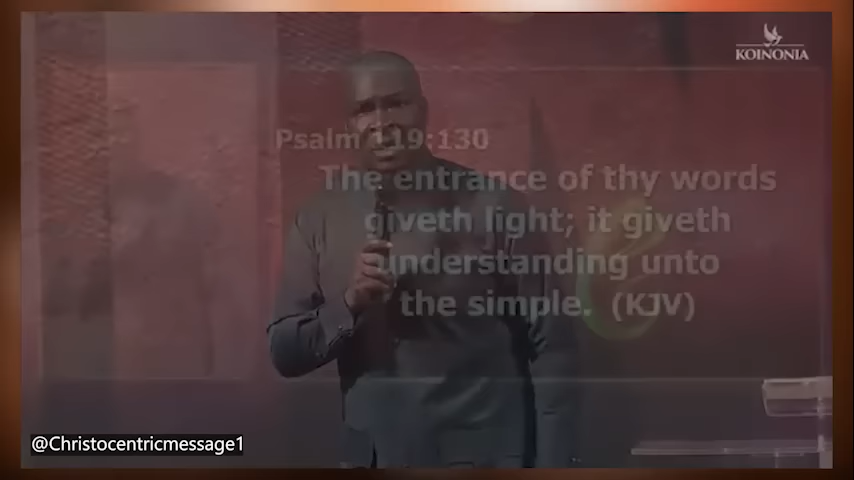 KOINONIA
Psalm 119:130
The entrance of thy words
giveth light; it giveth
understanding unto
the simple. (KJV)
@Christocentricmessage1